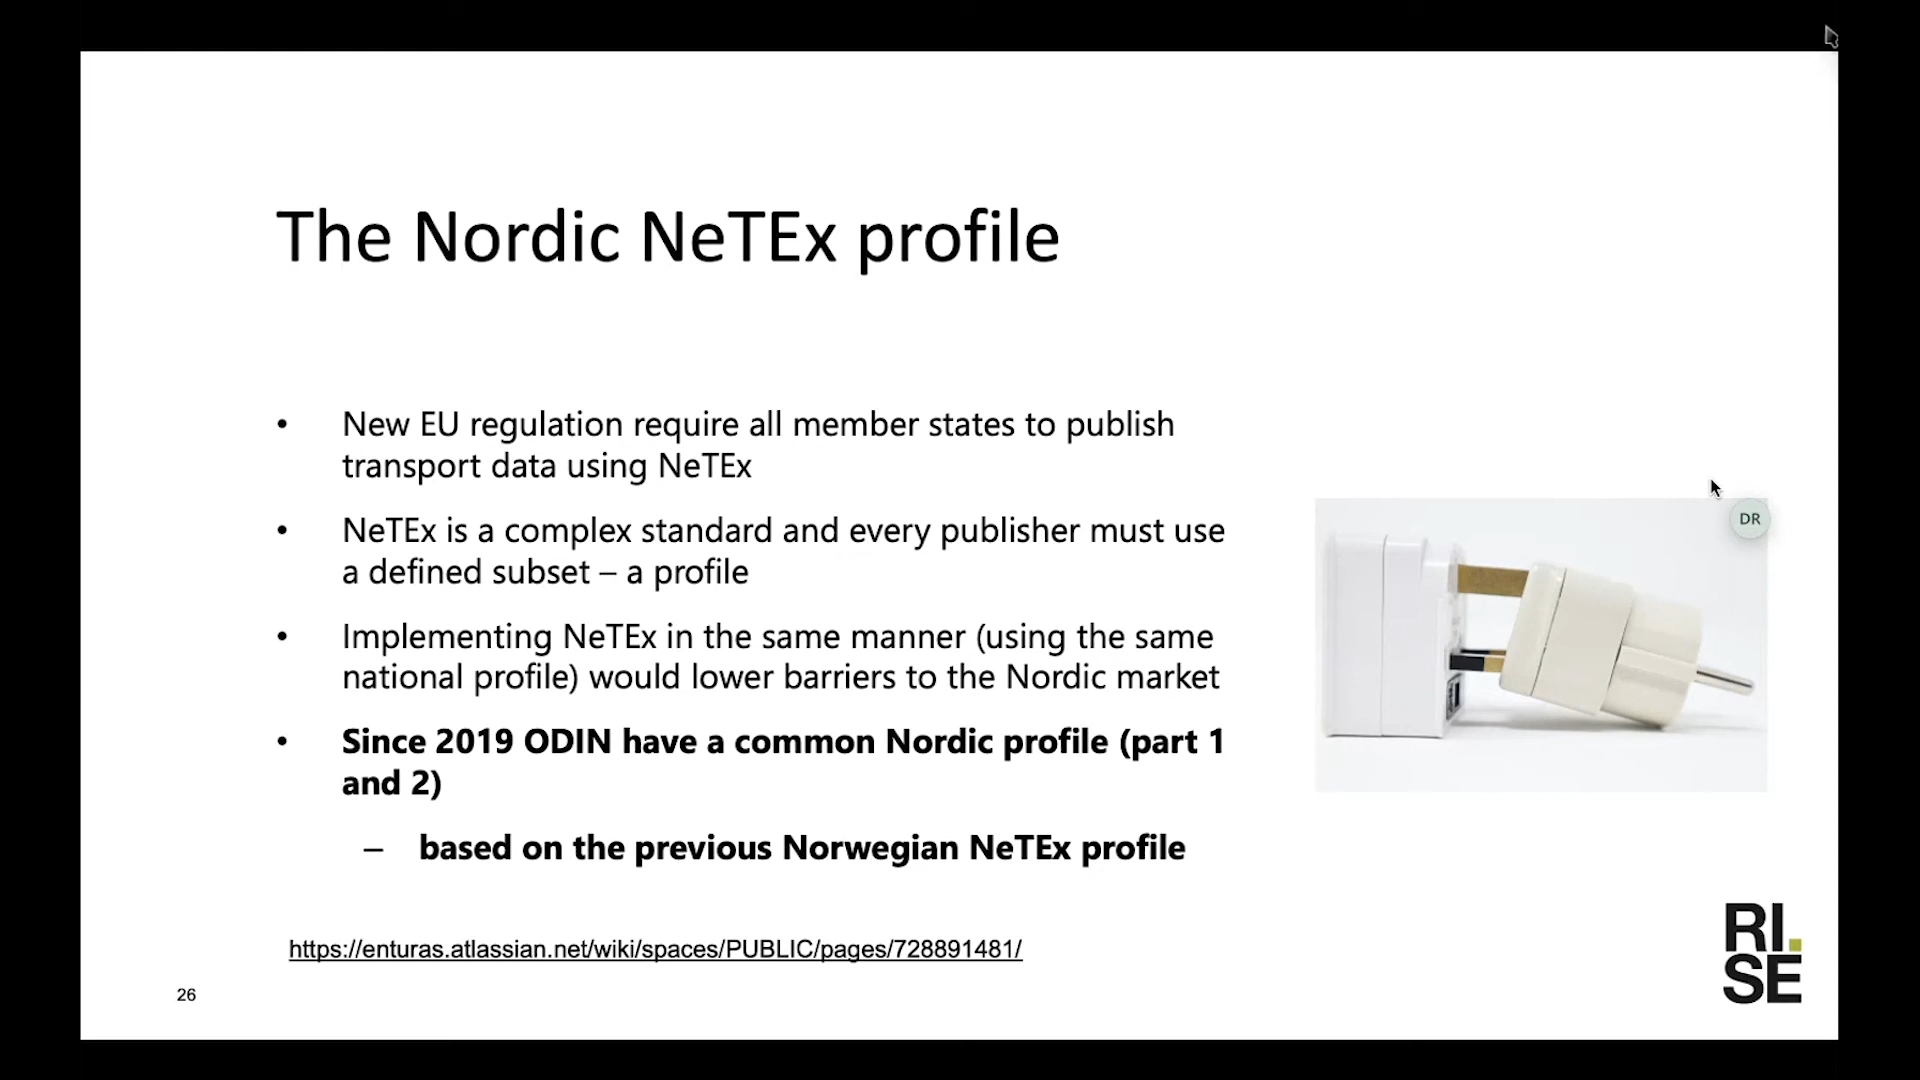 The Nordic NeTEx profile
• New EU regulation require all member states to publish
transport data using NeTEx
• NeTEx is a complex standard and every publisher must use
a defined subset – a profile
• Implementing NeTEx in the same manner (using the same
national profile) would lower barriers to the Nordic market
• Since 2019 ODIN have a common Nordic profile (part 1
and 2)
– based on the previous Norwegian NeTEx profile
DR
https://enturas.atlassian.net/wiki/spaces/PUBLIC/pages/728891481/
26
RI.
SE